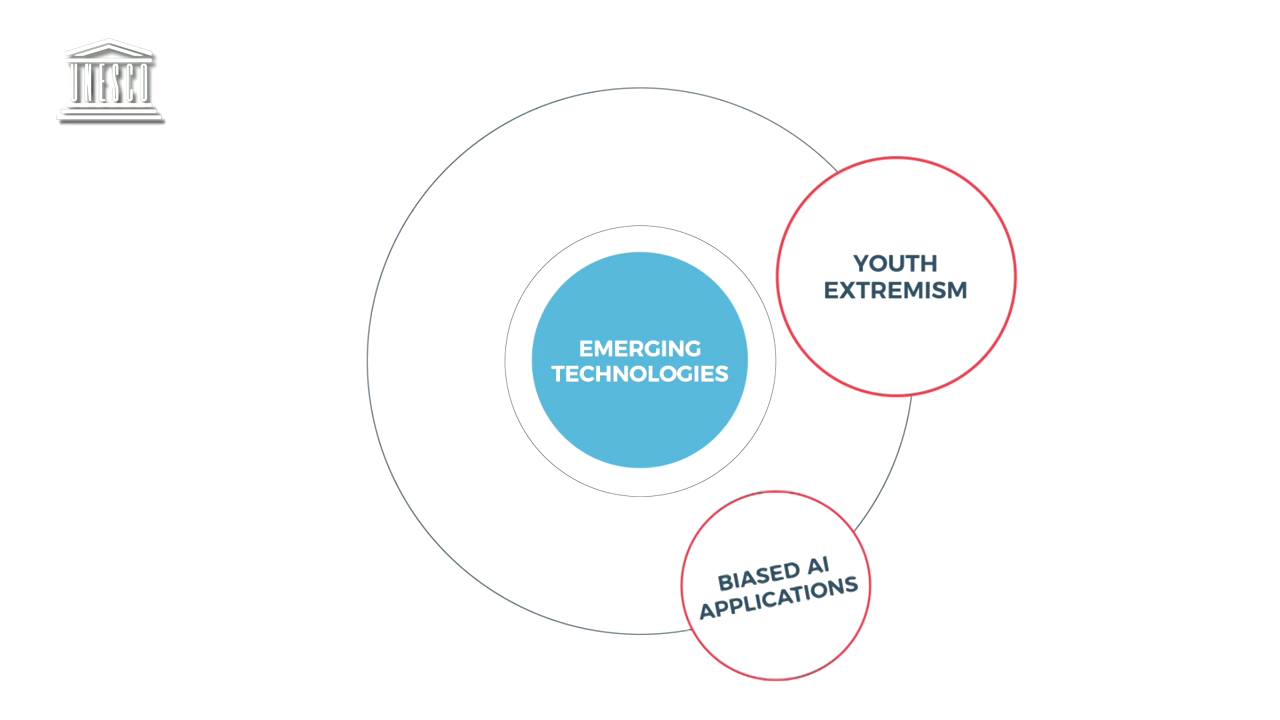 UNESCO
YOUTH
EXTREMISM
EMERGING
TECHNOLOGIES
BIASED AI
APPLICATIONS